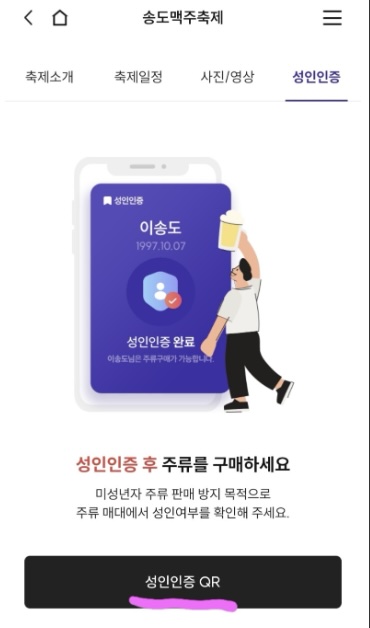 송도맥주축제
축제소개 축제일정 사진/영상 성인인증
성인인증
이송도
1997.10.07
성인인증 완료
이송도님은 주류구매가 가능합니다.
성인인증 후 주류를 구매하세요
미성년자 주류 판매 방지 목적으로
주류 매대에서 성인여부를 확인해 주세요.
성인인증 QR